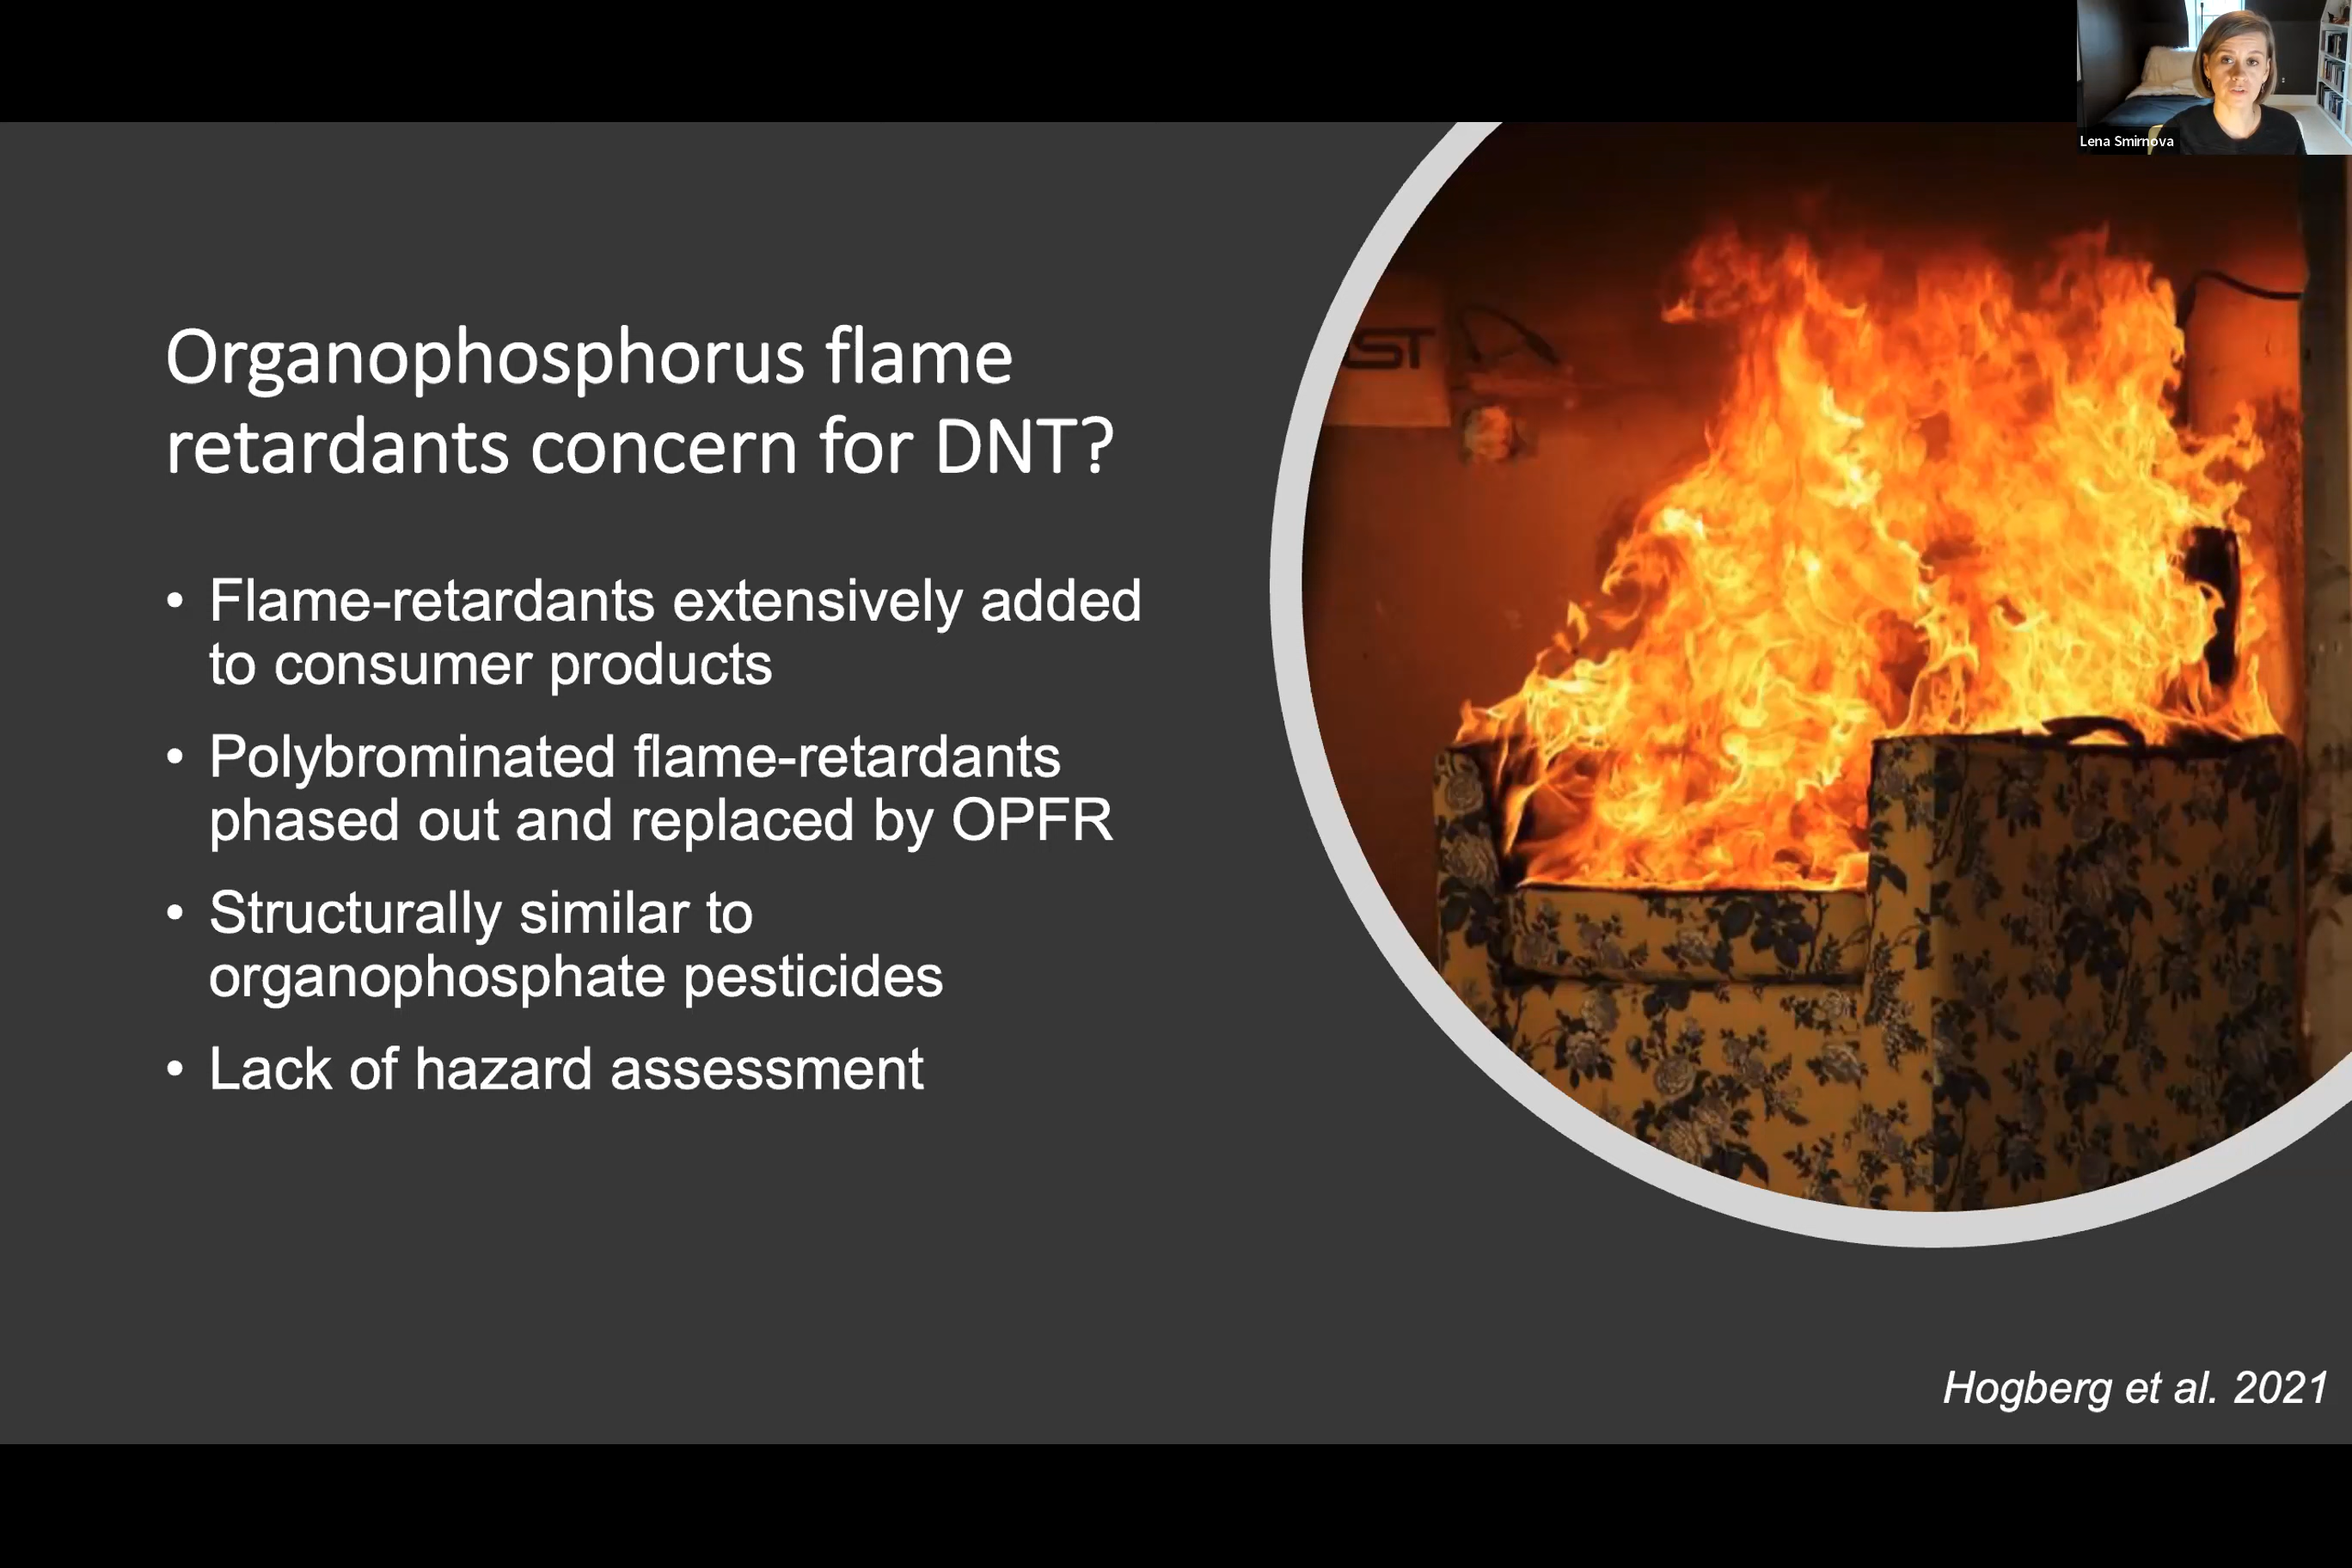 Lena Smirnova
Organophosphorus flame
retardants concern for DNT?
• Flame-retardants extensively added
to consumer products
• Polybrominated flame-retardants
phased out and replaced by OPFR
• Structurally similar to
organophosphate pesticides
• Lack of hazard assessment
Hogberg et al. 2021